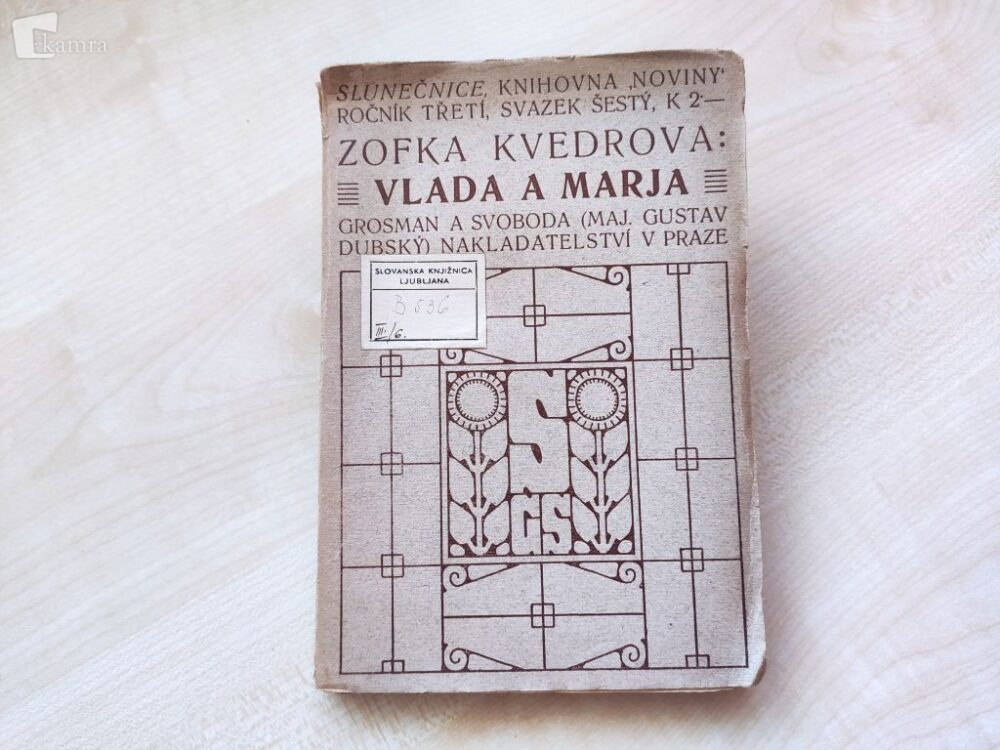 kamra
SLUNEČNICE, KNIHOVNA „NOVINY“
ROČNÍK TŘETÍ, SVAZEK ŠESTÝ, K 2·—
ZOFKA KVEDROVA:
VLADA A MARJA
GROSMAN A SVOBODA (MAJ. GUSTAV
DUBSKÝ) NAKLADATELSTVÍ V PRAZE
SLOVANSKA KNJIŽNICA
LJUBLJANA
B 536
III./6.
S
GS